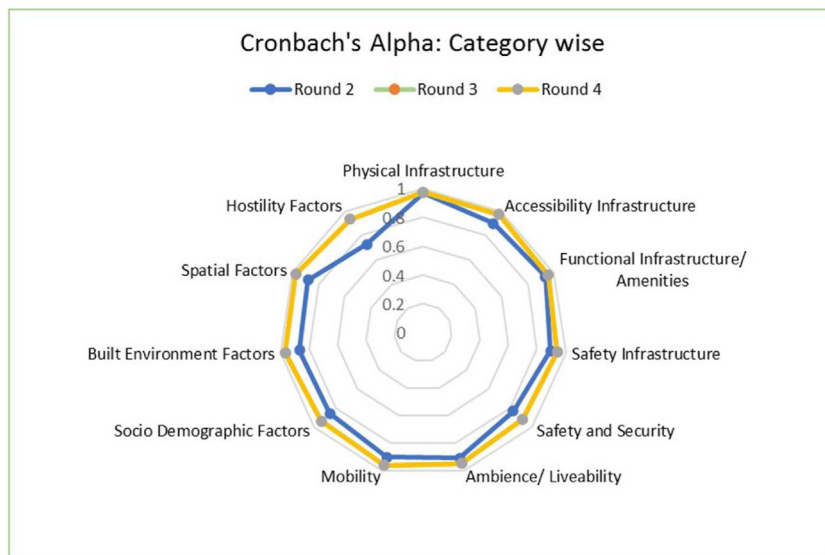 Cronbach's Alpha: Category wise
Round 2
Round 3
Round 4
Physical Infrastructure
Accessibility Infrastructure
Functional Infrastructure/
Amenities
Safety Infrastructure
Safety and Security
Ambience/ Liveability
Mobility
Socio Demographic Factors
Built Environment Factors
Spatial Factors
Hostility Factors
1
0.8
0.6
0.4
0.2
0